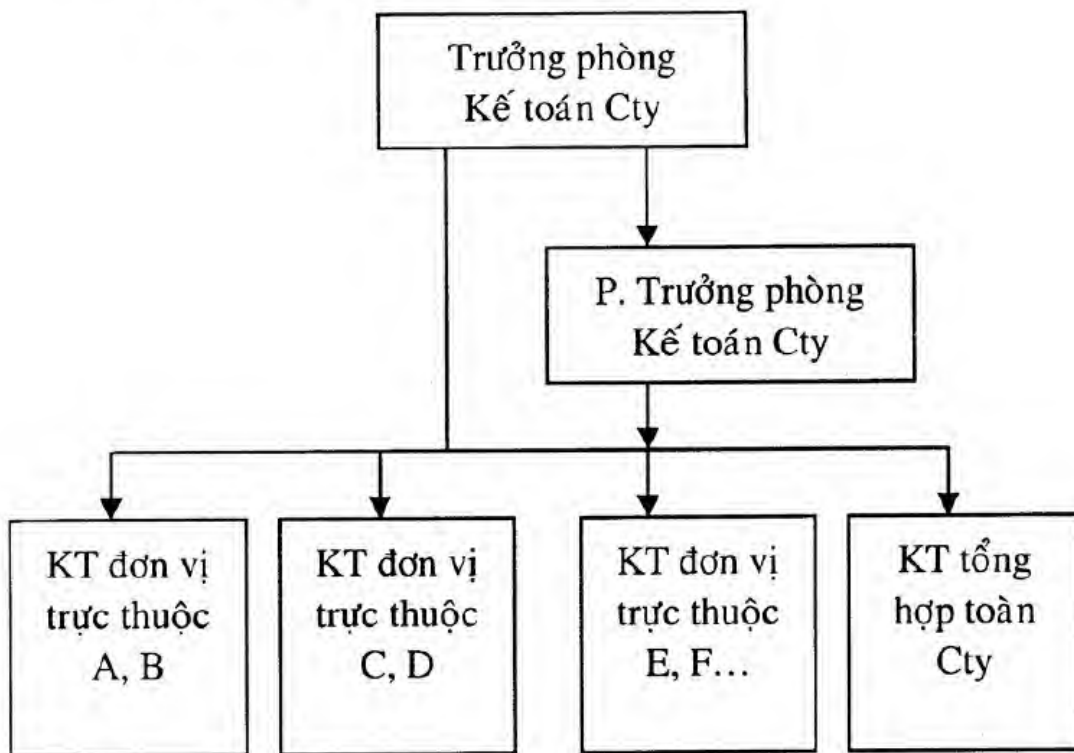 Trưởng phòng
Kế toán Cty
P. Trưởng phòng
Kế toán Cty
KT đơn vị
trực thuộc
A, B
KT đơn vị
trực thuộc
C, D
KT đơn vị
trực thuộc
E, F...
KT tổng
hợp toàn
Cty